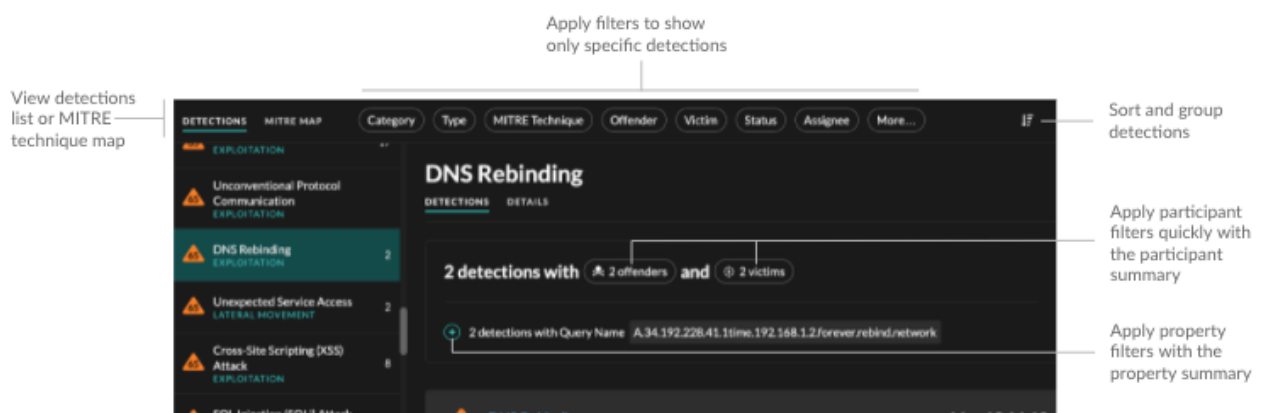 Apply filters to show
only specific detections
View detections
list or MITRE
technique map
DETECTIONS MITRE MAP Category Type MITRE Technique Offender Victim Status Assignee More...
Sort and group
detections
EXPLOITATION
Unconventional Protocol
Communication
EXPLOITATION
65
DNS Rebinding 2
EXPLOITATION
65
Unexpected Service Access 2
LATERAL MOVEMENT
65
Cross-Site Scripting (XSS)
Attack 8
EXPLOITATION
65
DNS Rebinding
DETECTIONS DETAILS
2 detections with 2 offenders and 2 victims
2 detections with Query Name A.34.192.228.41.1time.192.168.1.2.forever.rebind.network
Apply participant
filters quickly with
the participant
summary
Apply property
filters with the
property summary